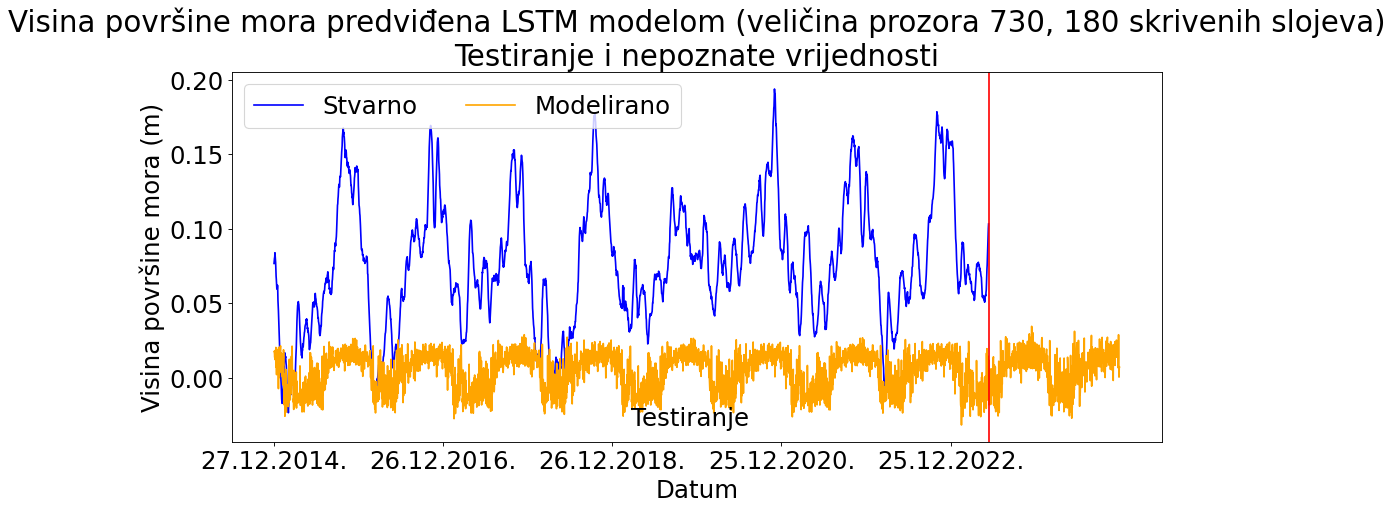 Visina površine mora predviđena LSTM modelom (veličina prozora 730, 180 skrivenih slojeva)
Testiranje i nepoznate vrijednosti
Stvarno
Modelirano
Visina površine mora (m)
0.20
0.15
0.10
0.05
0.00
Testiranje
27.12.2014.
26.12.2016.
26.12.2018.
25.12.2020.
25.12.2022.
Datum